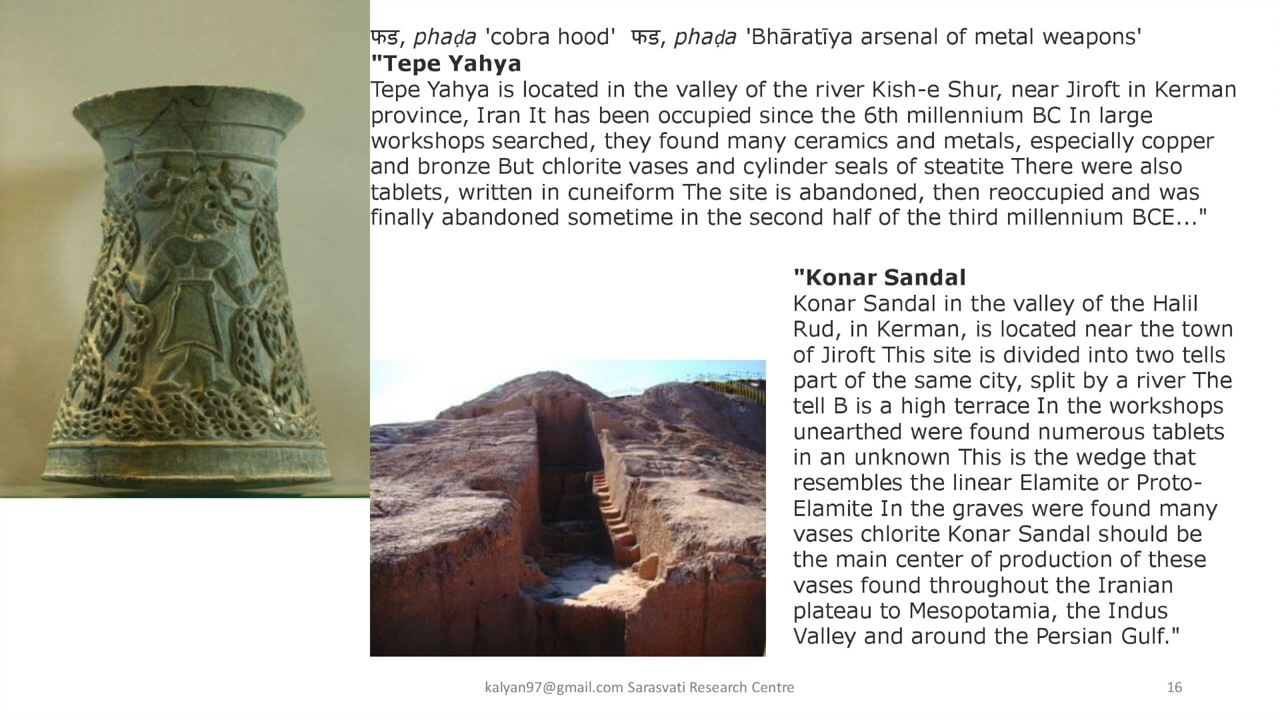 फड, phaḍa 'cobra hood'  फड, phaḍa 'Bhāratīya arsenal of metal weapons'
"Tepe Yahya
Tepe Yahya is located in the valley of the river Kish-e Shur, near Jiroft in Kerman
province, Iran It has been occupied since the 6th millennium BC In large
workshops searched, they found many ceramics and metals, especially copper
and bronze But chlorite vases and cylinder seals of steatite There were also
tablets, written in cuneiform The site is abandoned, then reoccupied and was
finally abandoned sometime in the second half of the third millennium BCE..."
"Konar Sandal
Konar Sandal in the valley of the Halil
Rud, in Kerman, is located near the town
of Jiroft This site is divided into two tells
part of the same city, split by a river The
tell B is a high terrace In the workshops
unearthed were found numerous tablets
in an unknown This is the wedge that
resembles the linear Elamite or Proto-
Elamite In the graves were found many
vases chlorite Konar Sandal should be
the main center of production of these
vases found throughout the Iranian
plateau to Mesopotamia, the Indus
Valley and around the Persian Gulf."
kalyan97@gmail.com Sarasvati Research Centre
16